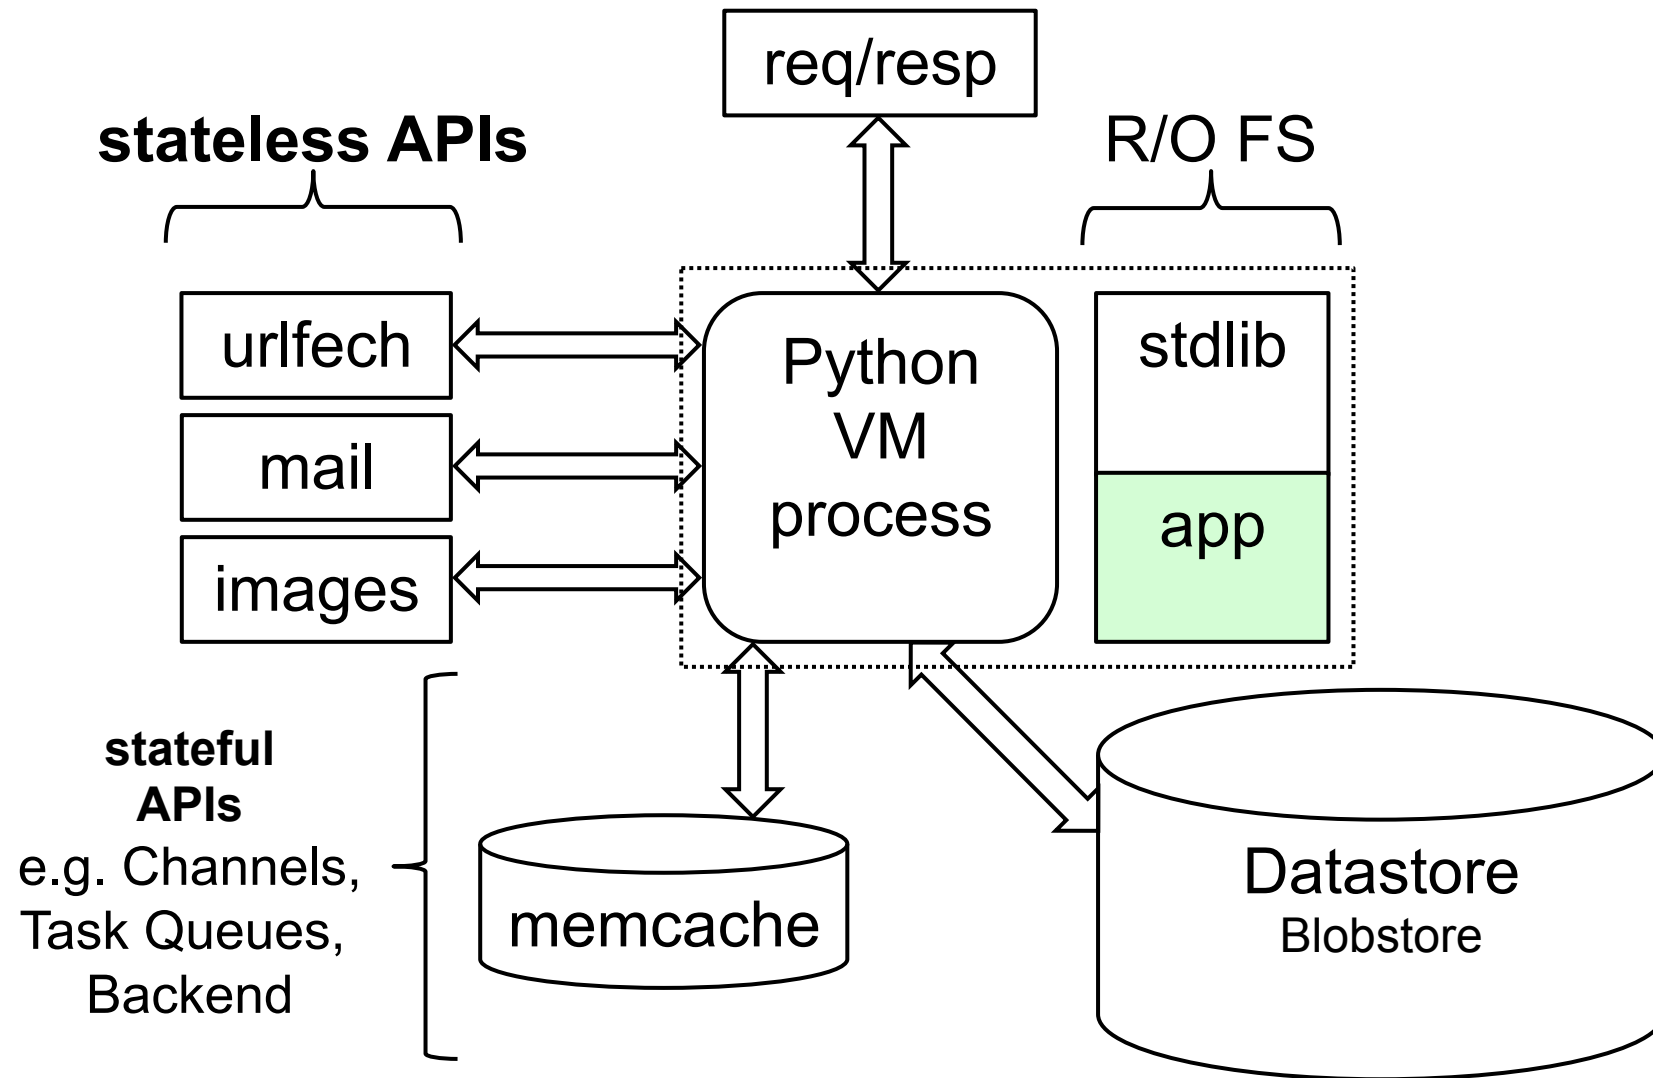 req/resp
stateless APIs
R/O FS
urlfech
mail
images
Python
VM
process
stdlib
app
stateful
APIs
e.g. Channels,
Task Queues,
Backend
memcache
Datastore
Blobstore